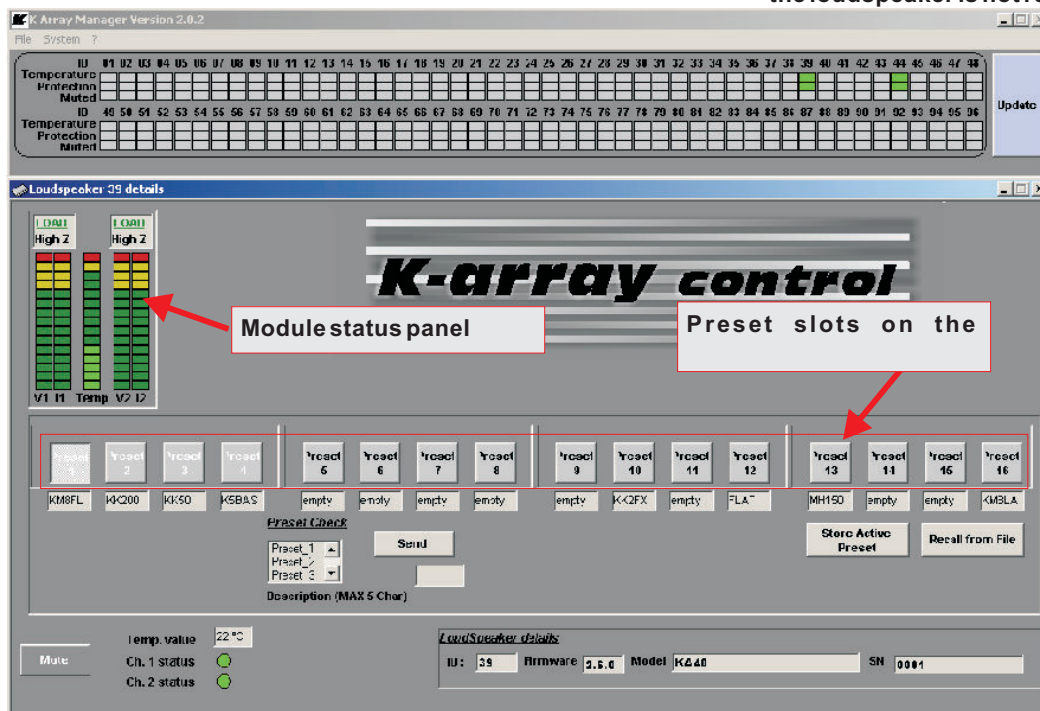 the loudspeaker is not re
K Array Manager Version 2.0.2
File System ?
ID 01 02 03 04 05 06 07 08 09 10 11 12 13 14 15 16 17 18 19 20 21 22 23 24 25 26 27 28 29 30 31 32 33 34 35 36 37 38 39 40 41 42 43 44 45 46 47 48
Temperature
Protection
Muted
ID 49 50 51 52 53 54 55 56 57 58 59 60 61 62 63 64 65 66 67 68 69 70 71 72 73 74 75 76 77 78 79 80 81 82 83 84 85 86 87 88 89 90 91 92 93 94 95 96
Temperature
Protection
Muted
Update
Loudspeaker 39 details
LOAD LOAD
High Z High Z
K-array control
Module status panel
Preset slots on the
V1 I1 Temp V2 I2
Preset 1 Preset 2 Preset 3 Preset 4 Preset 5 Preset 6 Preset 7 Preset 8 Preset 9 Preset 10 Preset 11 Preset 12 Preset 13 Preset 14 Preset 15 Preset 16
KM8FL KK200 KK50 KSBAS empty empty empty empty empty KK2FX empty FLAT MH150 empty empty KM3LA
Preset Check
Preset_1
Preset_2
Preset_3
Send
Store Active Preset
Recall from File
Description (MAX 5 Char)
Temp. value 22 °C
Mute
Ch. 1 status
Ch. 2 status
LoudSpeaker details
ID: 39 Firmware 2.6.0 Model KA40 SN 0001